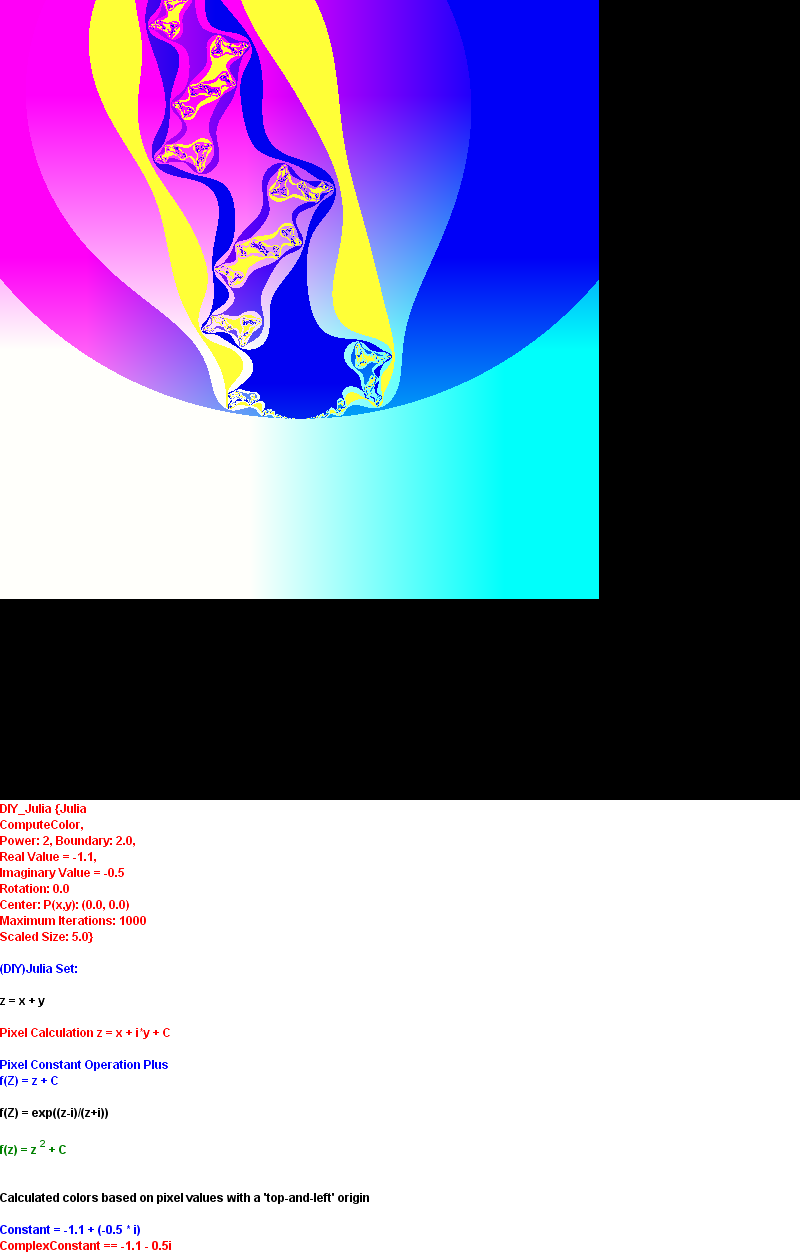 DIY_Julia {Julia
ComputeColor,
Power: 2, Boundary: 2.0,
Real Value = -1.1,
Imaginary Value = -0.5
Rotation: 0.0
Center: P(x,y): (0.0, 0.0)
Maximum Iterations: 1000
Scaled Size: 5.0}
(DIY)Julia Set:
z = x + y
Pixel Calculation z = x + i*y + C
Pixel Constant Operation Plus
f(Z) = z + C
f(Z) = exp((z-i)/(z+i))
f(z) = z 2 + C
Calculated colors based on pixel values with a 'top-and-left' origin
Constant = -1.1 + (-0.5 * i)
ComplexConstant == -1.1 - 0.5i